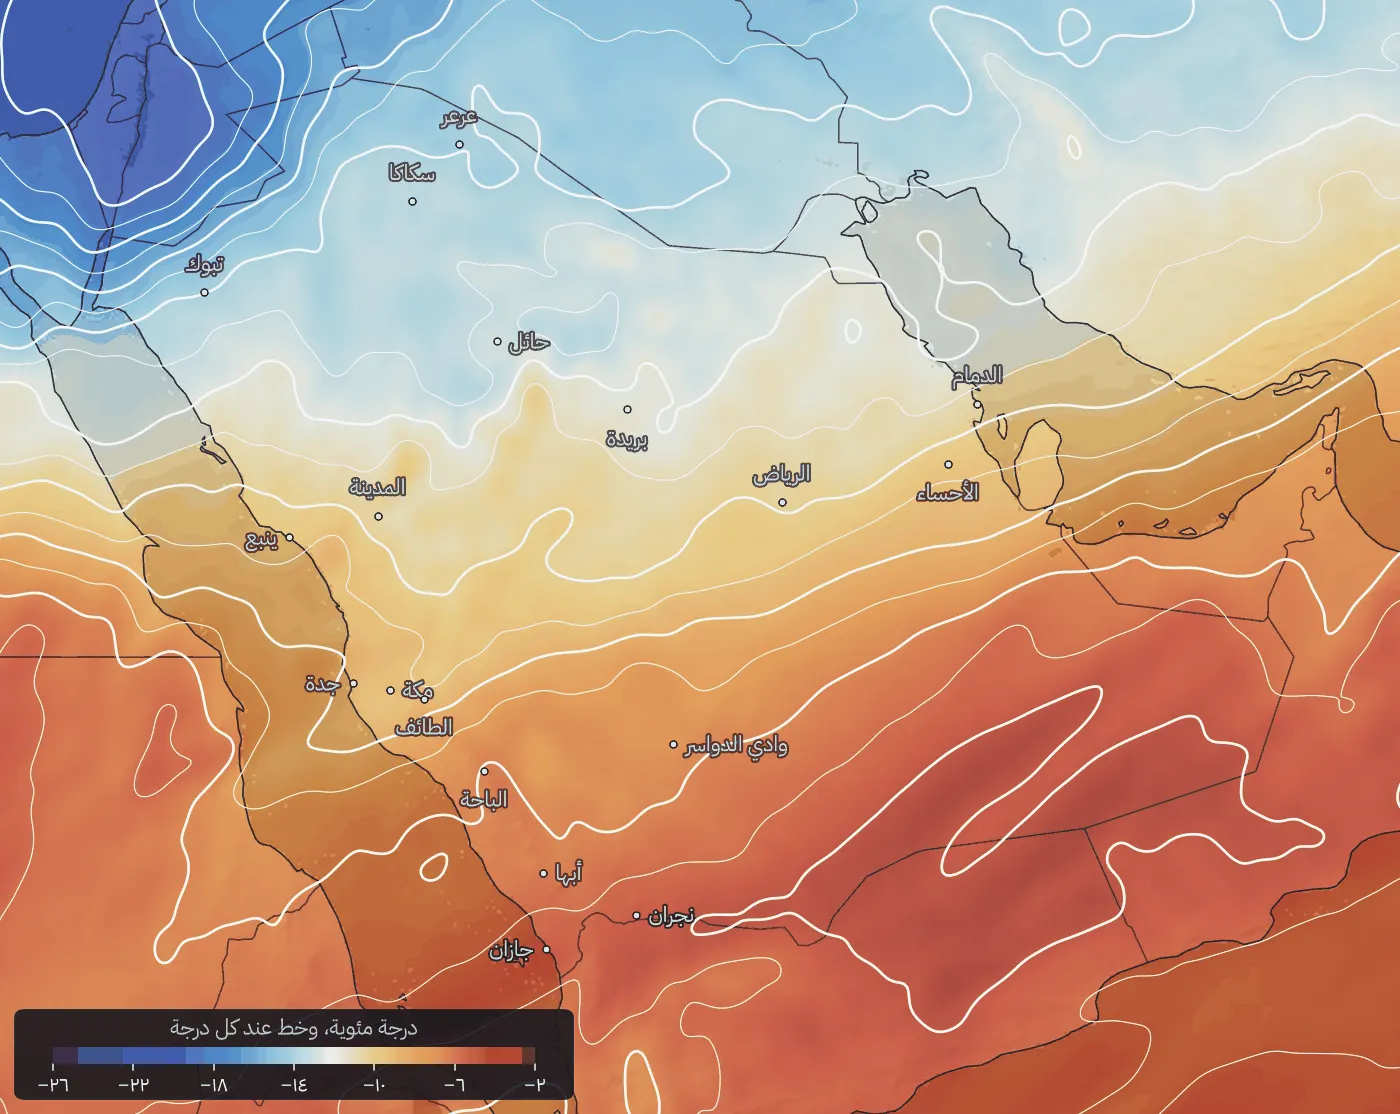 عرعر
سكاكا
تبوك
حائل
الدمام
بريدة
الرياض
المدينة
الأحساء
ينبع
جدة
مكة
الطائف
وادي الدواسر
الباحة
أبها
نجران
جازان
درجة مئوية، وخط عند كل درجة
−٢٦ −٢٢ −١٨ −١٤ −١٠ −٦ −٢